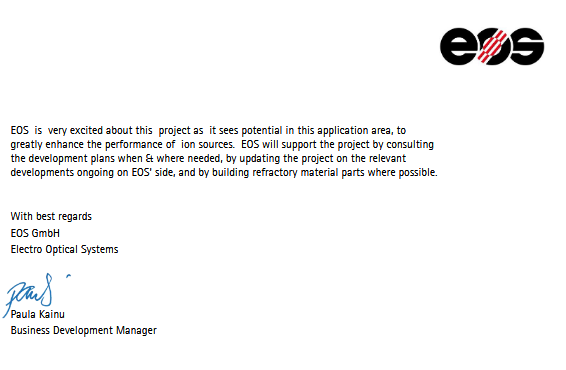 eos
EOS is very excited about this project as it sees potential in this application area, to
greatly enhance the performance of ion sources. EOS will support the project by consulting
the development plans when & where needed, by updating the project on the relevant
developments ongoing on EOS' side, and by building refractory material parts where possible.
With best regards
EOS GmbH
Electro Optical Systems
Paula Kainu
Business Development Manager